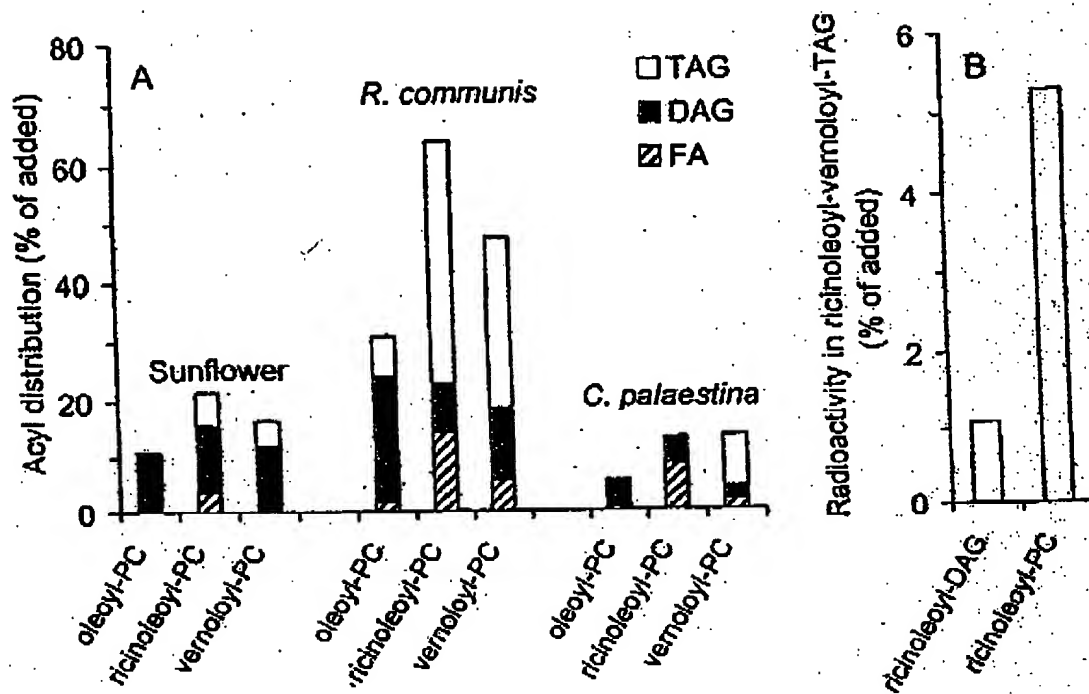 Acyl distribution (% of added)
80
60
40
20
0
A
TAG
DAG
FA
Sunflower
R. communis
C. palaestina
oleoyl-PC
ricinoleoyl-PC
vernoloyl-PC
oleoyl-PC
ricinoleoyl-PC
vernoloyl-PC
oleoyl-PC
ricinoleoyl-PC
vernoloyl-PC
Radioactivity in ricinoleoyl-vernoloyl-TAG
(% of added)
6
4
2
0
B
ricinoleoyl-DAG
ricinoleoyl-PC